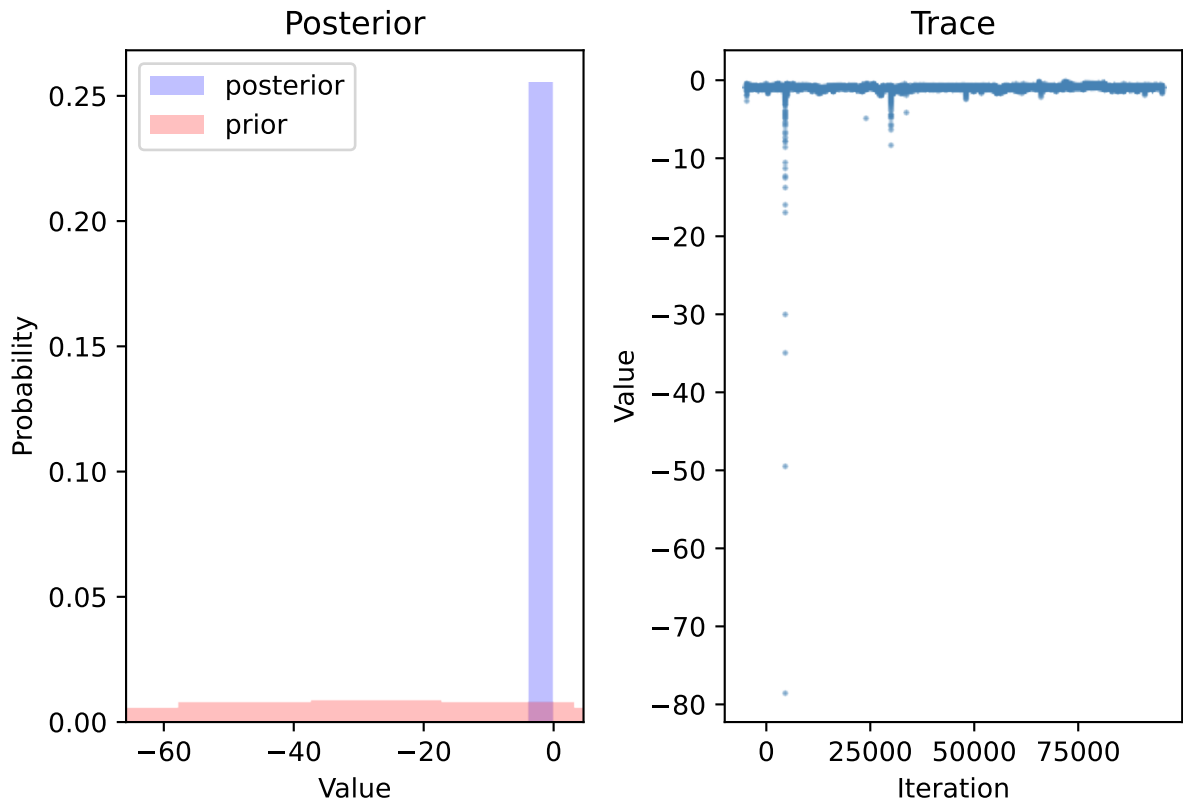 Posterior
posterior
prior
0.25
0.20
0.15
0.10
0.05
0.00
Probability
−60
−40
−20
0
Value
Trace
0
−10
−20
−30
−40
−50
−60
−70
−80
Value
0
25000
50000
75000
Iteration